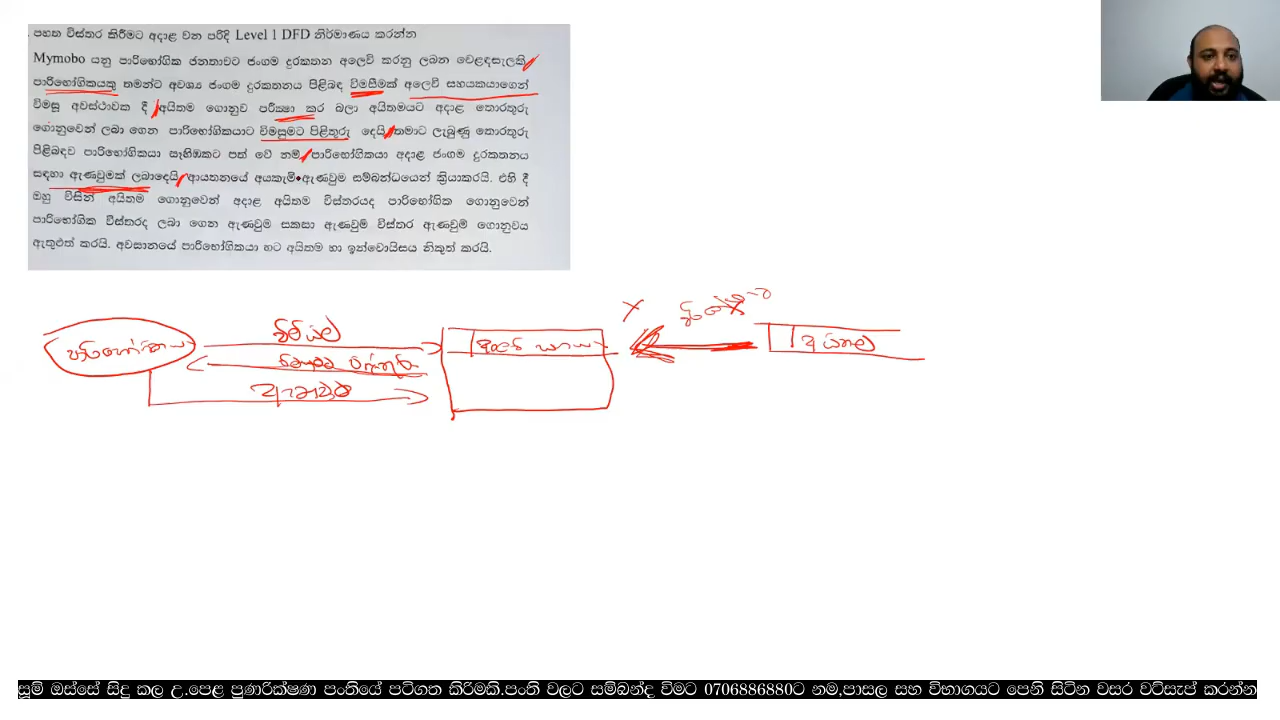 . පහත විස්තර කිරීමට අදාළ වන පරිදි Level 1 DFD නිර්මාණය කරන්න
Mymobo යනු පාරිභෝගික ජනතාවට ජංගම දුරකතන අලෙවි කරනු ලබන වෙළඳසැලකි
පාරිභෝගිකයකු තමන්ට අවශ්‍ය ජංගම දුරකතනය පිළිබඳ විමසීමක් අලෙවි සහයකයාගෙන්
විමසූ අවස්ථාවක දී අයිතම ගොනුව පරීක්ෂා කර බලා අයිතමයට අදාළ තොරතුරු
ගොනුවෙන් ලබා ගෙන පාරිභෝගිකයාට විමසුමට පිළිතුරු දෙයි තමාට ලැබුණු තොරතුරු
පිළිබඳව පාරිභෝගිකයා සෑහීමකට පත් වේ නම් පාරිභෝගිකයා අදාළ ජංගම දුරකතනය
සඳහා ඇණවුමක් ලබාදෙයි ආයතනයේ අයකැමි ඇණවුම සම්බන්ධයෙන් ක්‍රියාකරයි. එහි දී
ඔහු විසින් අයිතම ගොනුවෙන් අදාළ අයිතම විස්තරයද පාරිභෝගික ගොනුවෙන්
පාරිභෝගික විස්තරද ලබා ගෙන ඇණවුම සකසා ඇණවුම් විස්තර ඇණවුම් ගොනුවය
ඇතුළුත් කරයි. අවසානයේ පාරිභෝගිකයා හට අයිතම හා ඉන්වොයිසය නිකුත් කරයි.
X
පාරිභෝගිකයා
අයිතම
ඇණවුම
සූම් ඔස්සේ සිදු කල උ.පෙළ පුණරීක්ෂණ පංතියේ පටිගත කිරිමකි.පංති වලට සම්බන්ද විමට 0706886880ට නම,පාසල සහ විභාගයට පෙනි සිටින වසර වට්සැප් කරන්න